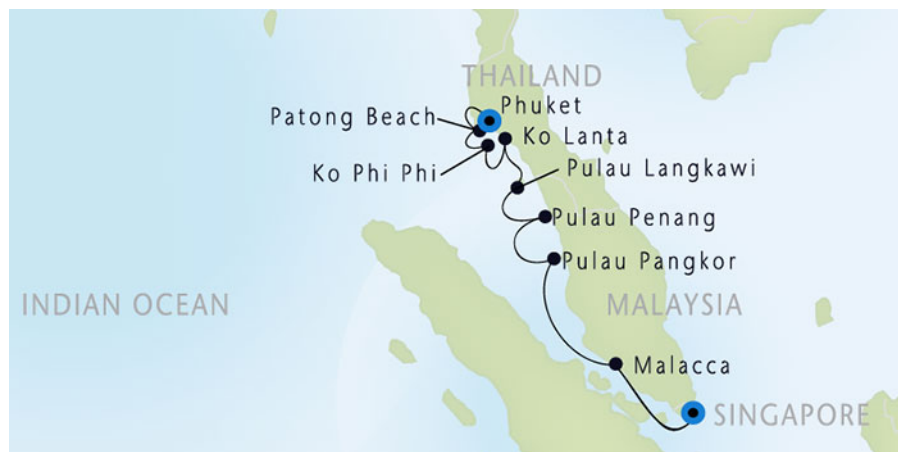 THAILAND
Phuket
Patong Beach
Ko Lanta
Ko Phi Phi
Pulau Langkawi
Pulau Penang
Pulau Pangkor
INDIAN OCEAN
MALAYSIA
Malacca
SINGAPORE